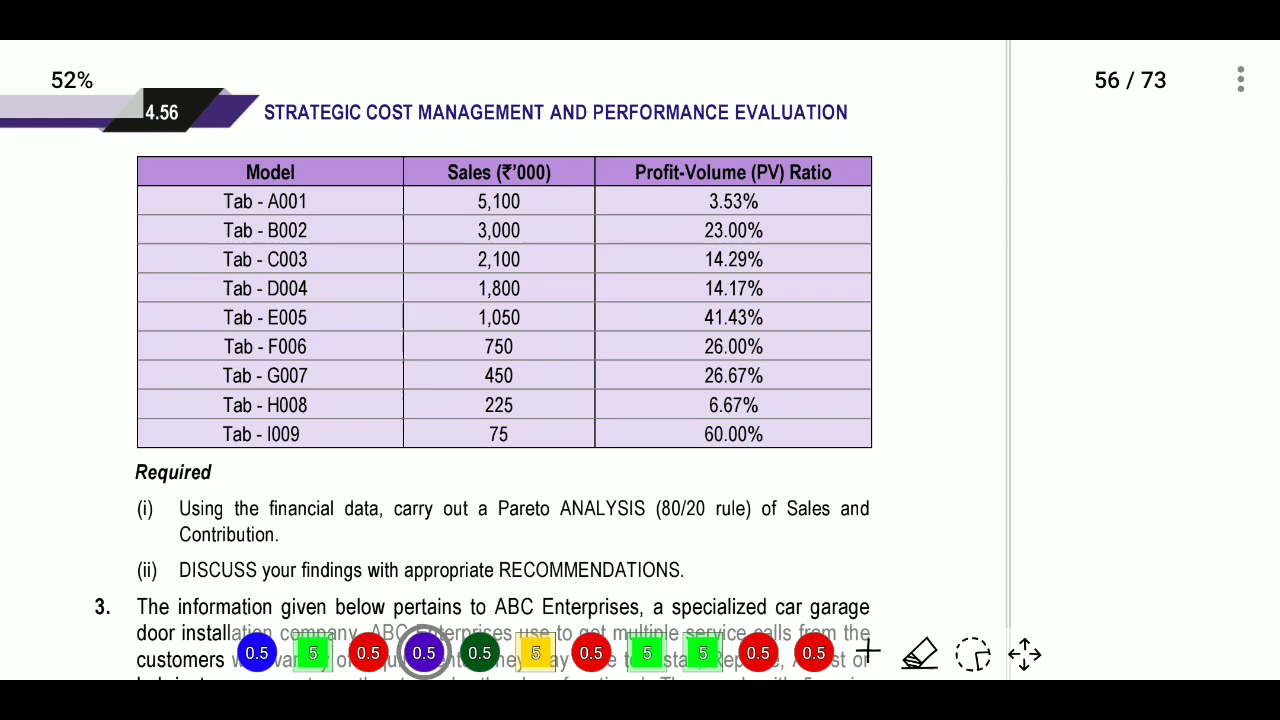 52%
56 / 73
4.56 STRATEGIC COST MANAGEMENT AND PERFORMANCE EVALUATION
Model Sales (₹'000) Profit-Volume (PV) Ratio
Tab - A001 5,100 3.53%
Tab - B002 3,000 23.00%
Tab - C003 2,100 14.29%
Tab - D004 1,800 14.17%
Tab - E005 1,050 41.43%
Tab - F006 750 26.00%
Tab - G007 450 26.67%
Tab - H008 225 6.67%
Tab - I009 75 60.00%
Required
(i) Using the financial data, carry out a Pareto ANALYSIS (80/20 rule) of Sales and
Contribution.
(ii) DISCUSS your findings with appropriate RECOMMENDATIONS.
3. The information given below pertains to ABC Enterprises, a specialized car garage
door installation company. ABC Enterprises use to get multiple service calls from the
customers
0.5 5 0.5 0.5 0.5 5 0.5 5 5 0.5 0.5